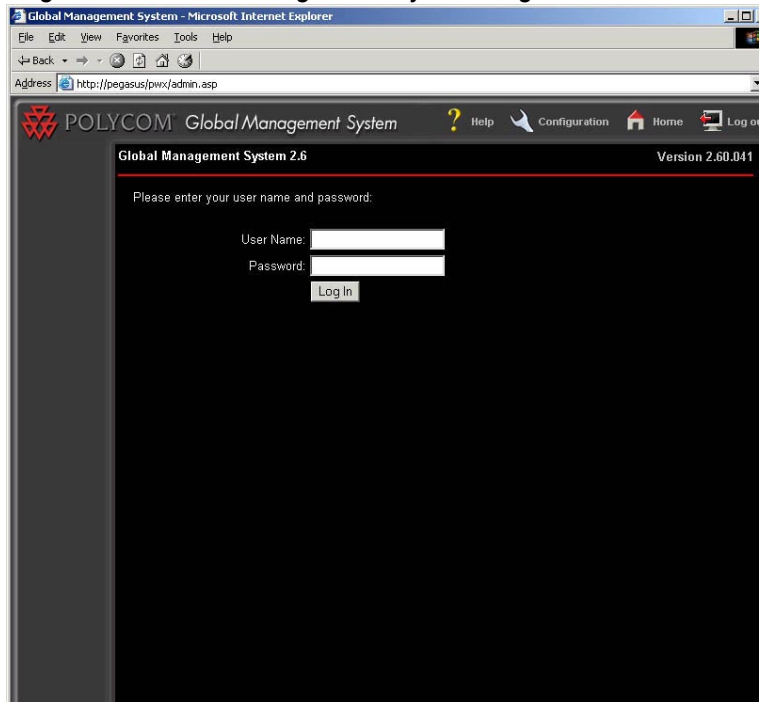 Global Management System - Microsoft Internet Explorer
File Edit View Favorites Tools Help
Back
Address http://pegasus/pwx/admin.asp
POLYCOM Global Management System ? Help Configuration Home Log
Global Management System 2.6 Version 2.60.041
Please enter your user name and password:
User Name:
Password:
Log In